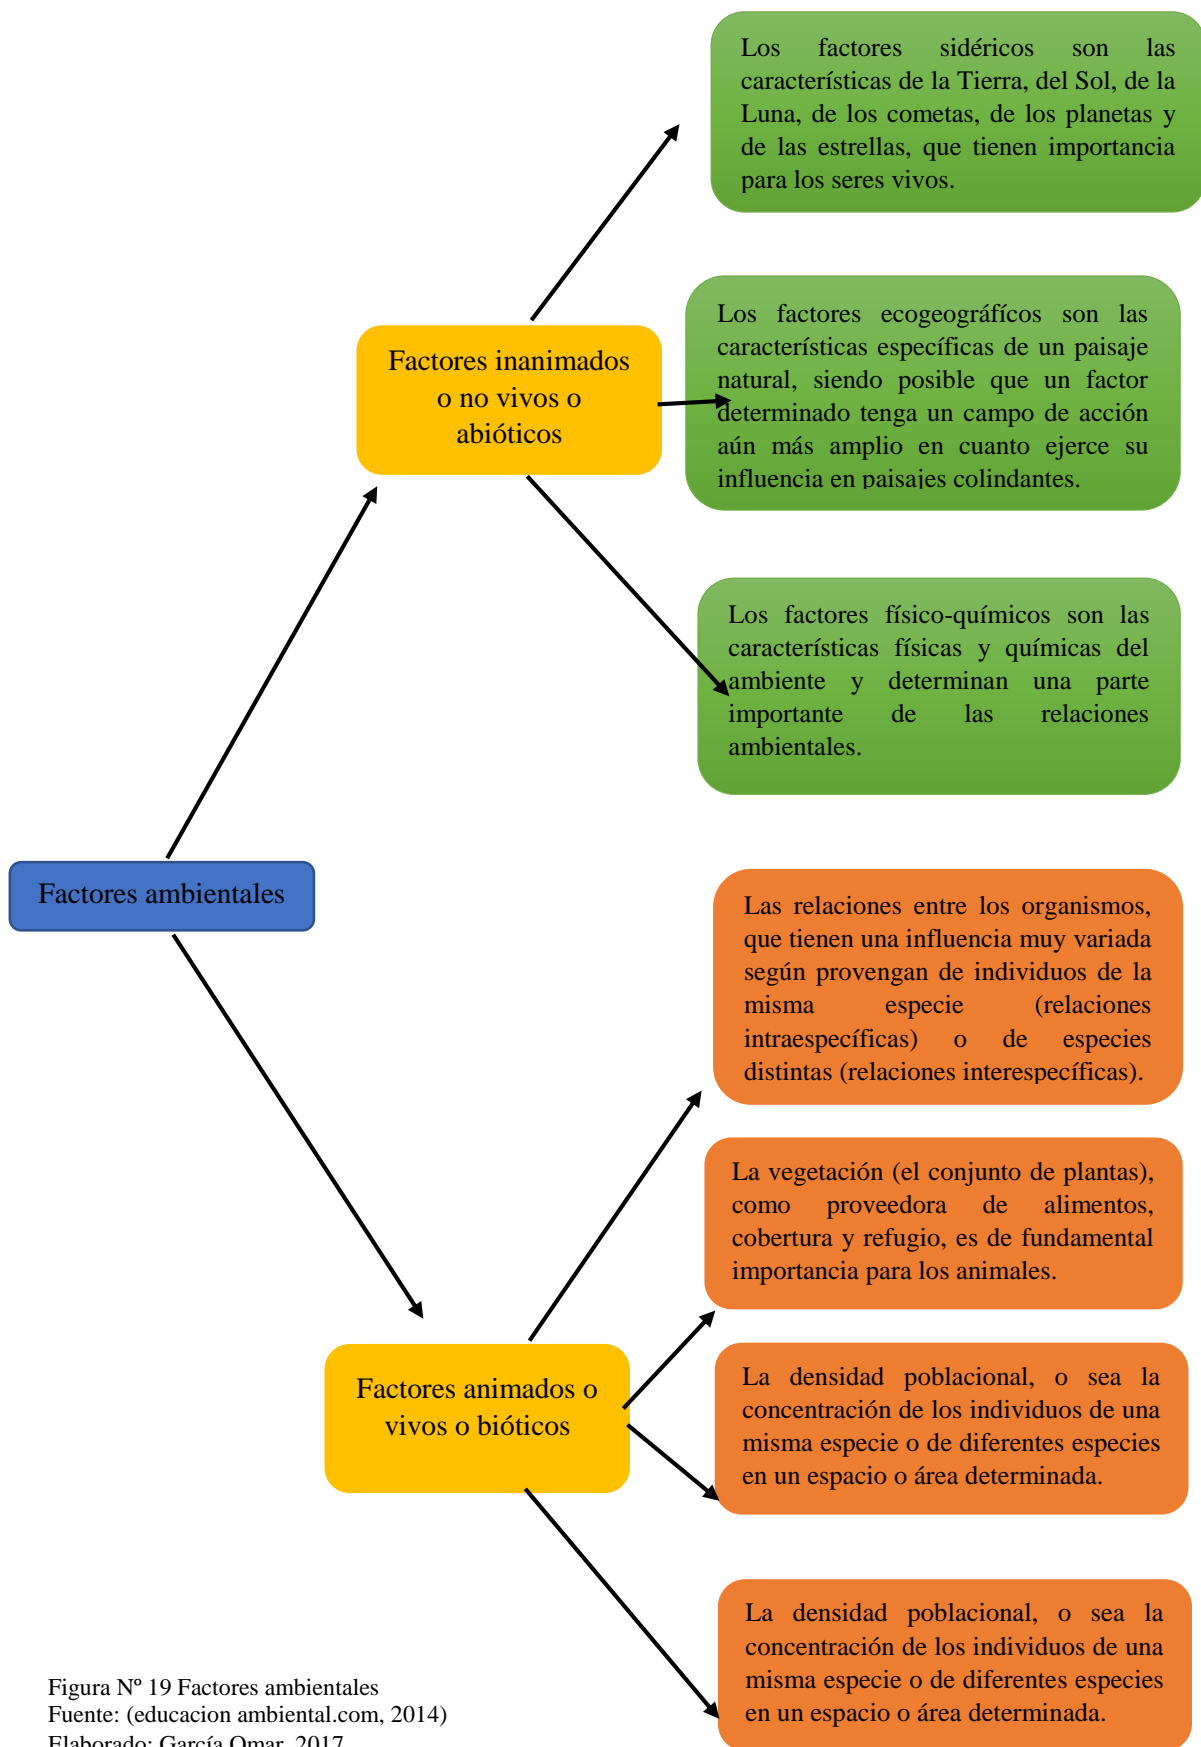 Los factores sidéricos son las
características de la Tierra, del Sol, de la
Luna, de los cometas, de los planetas y
de las estrellas, que tienen importancia
para los seres vivos.
Factores inanimados
o no vivos o
abióticos
Los factores ecogeográfícos son las
características específicas de un paisaje
natural, siendo posible que un factor
determinado tenga un campo de acción
aún más amplio en cuanto ejerce su
influencia en paisajes colindantes.
Los factores físico-químicos son las
características físicas y químicas del
ambiente y determinan una parte
importante de las relaciones
ambientales.
Factores ambientales
Las relaciones entre los organismos,
que tienen una influencia muy variada
según provengan de individuos de la
misma especie (relaciones
intraespecíficas) o de especies
distintas (relaciones interespecíficas).
La vegetación (el conjunto de plantas),
como proveedora de alimentos,
cobertura y refugio, es de fundamental
importancia para los animales.
Factores animados o
vivos o bióticos
La densidad poblacional, o sea la
concentración de los individuos de una
misma especie o de diferentes especies
en un espacio o área determinada.
La densidad poblacional, o sea la
concentración de los individuos de una
misma especie o de diferentes especies
en un espacio o área determinada.
Figura Nº 19 Factores ambientales
Fuente: (educacion ambiental.com, 2014)
Elaborado: García Omar, 2017